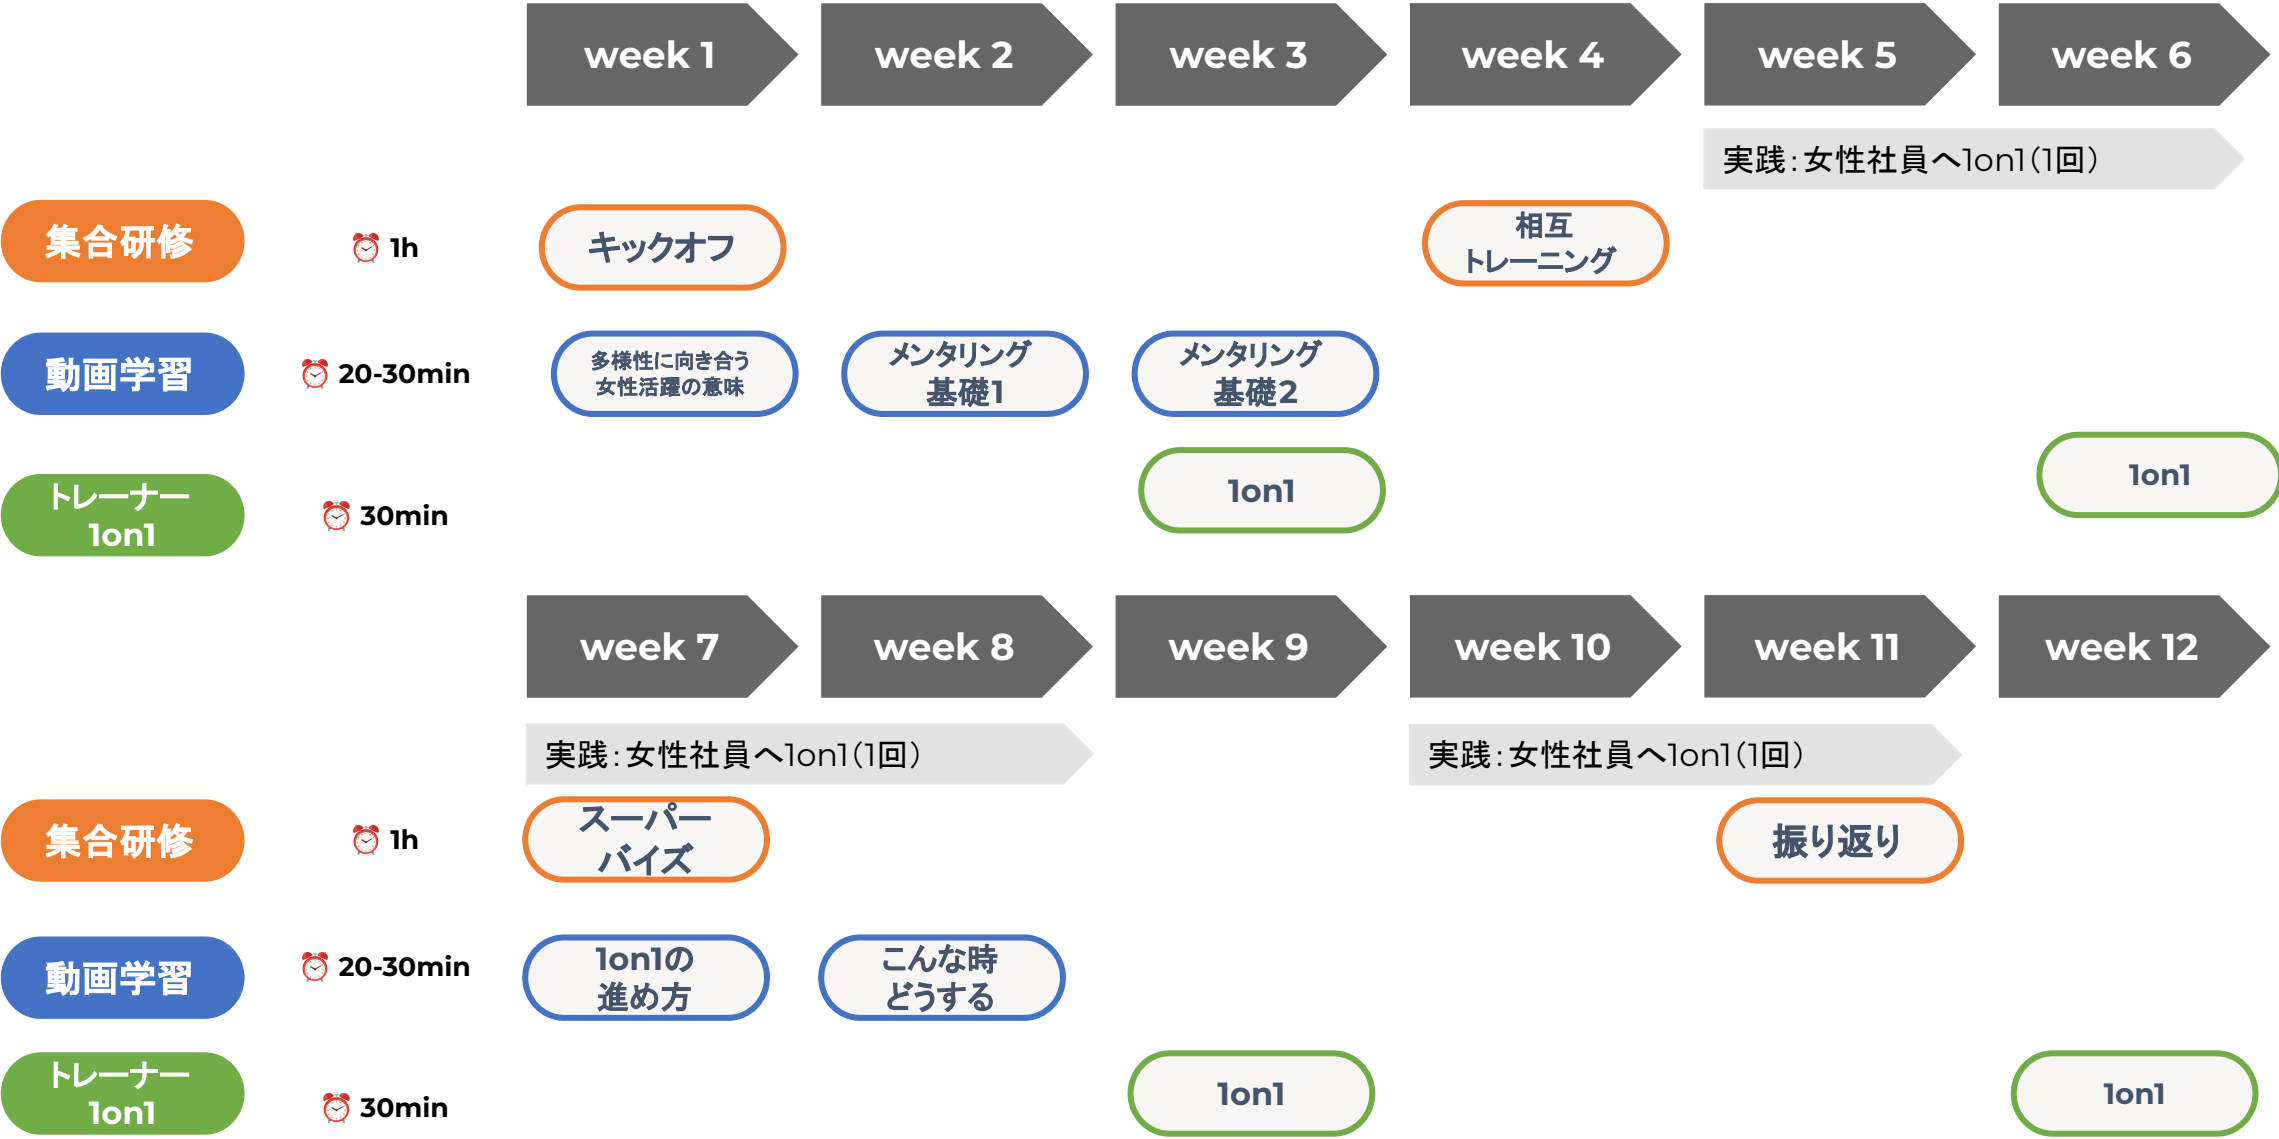 week 1
week 2
week 3
week 4
week 5
week 6
実践：女性社員へ1on1（1回）
集合研修
1h
キックオフ
相互
トレーニング
動画学習
20-30min
多様性に向き合う
女性活躍の意味
メンタリング
基礎1
メンタリング
基礎2
トレーナー
1on1
30min
1on1
1on1
week 7
week 8
week 9
week 10
week 11
week 12
実践：女性社員へ1on1（1回）
実践：女性社員へ1on1（1回）
集合研修
1h
スーパー
バイズ
振り返り
動画学習
20-30min
1on1の
進め方
こんな時
どうする
トレーナー
1on1
30min
1on1
1on1